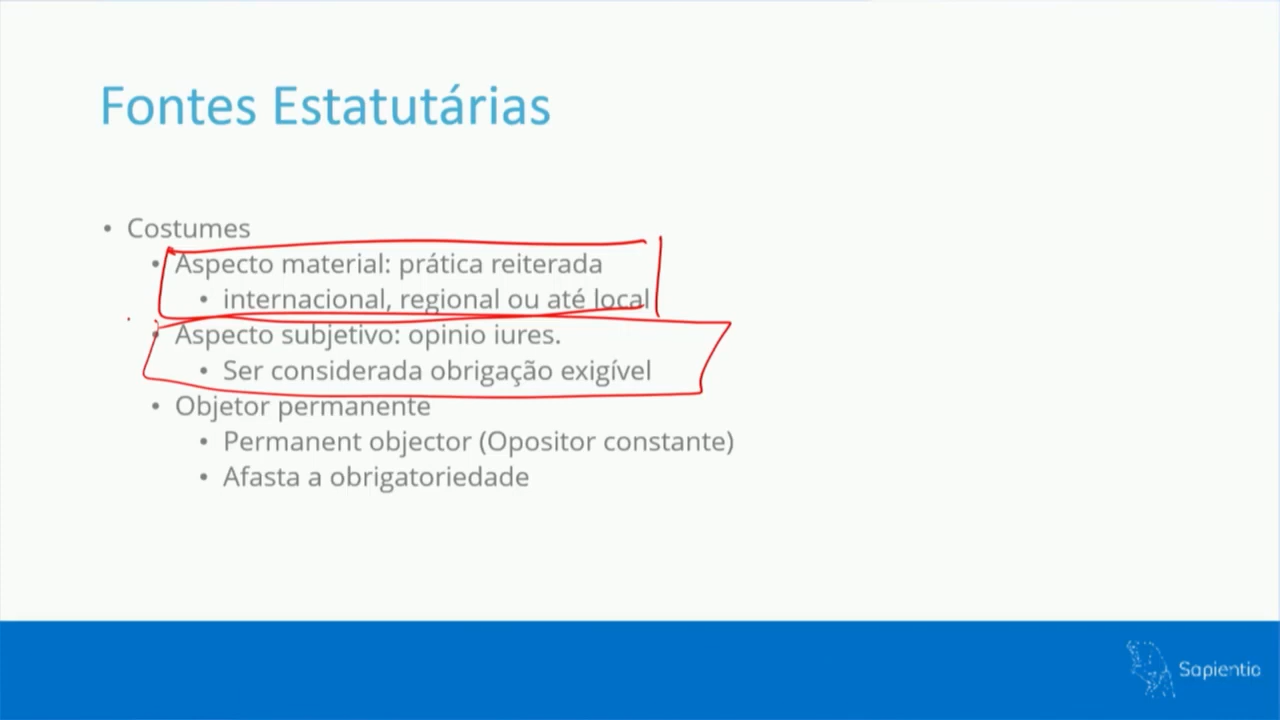 Fontes Estatutárias
• Costumes
• Aspecto material: prática reiterada
• internacional, regional ou até local
• Aspecto subjetivo: opinio iures.
• Ser considerada obrigação exigível
• Objetor permanente
• Permanent objector (Opositor constante)
• Afasta a obrigatoriedade
Sapientia